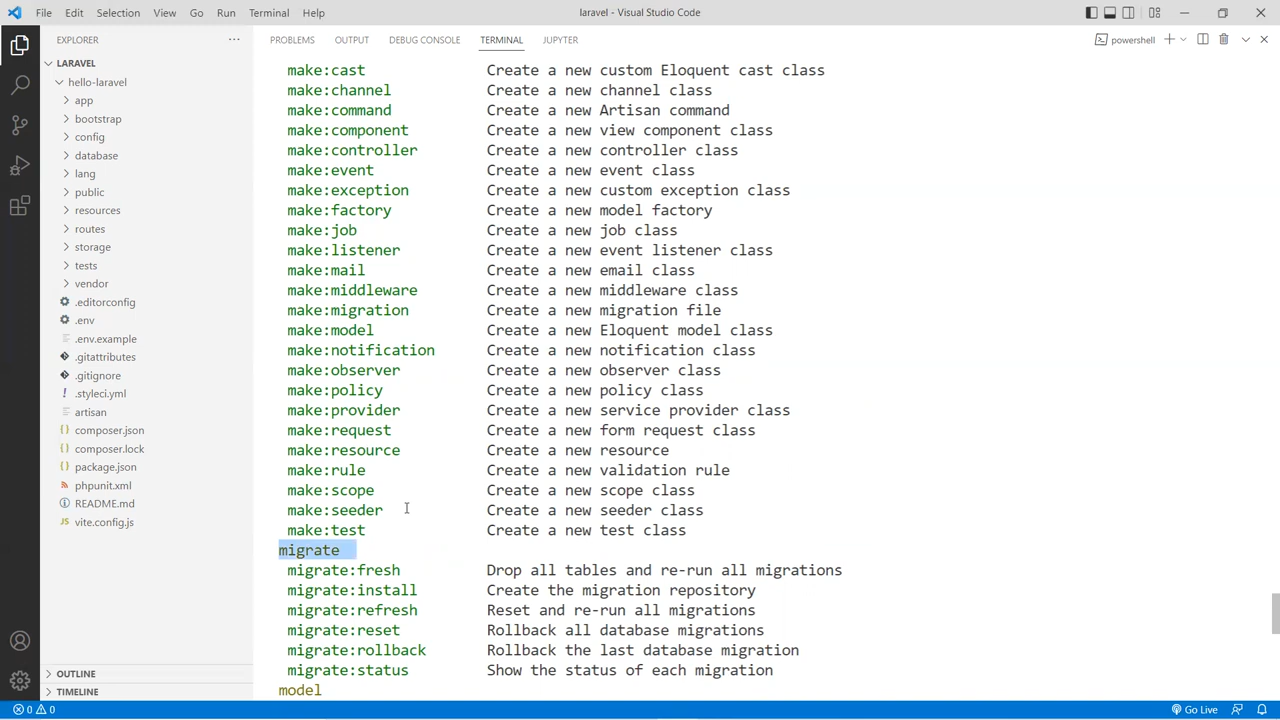 File Edit Selection View Go Run Terminal Help
laravel - Visual Studio Code
EXPLORER
LARAVEL
hello-laravel
app
bootstrap
config
database
lang
public
resources
routes
storage
tests
vendor
.editorconfig
.env
.env.example
.gitattributes
.gitignore
.styleci.yml
artisan
composer.json
composer.lock
package.json
phpunit.xml
README.md
vite.config.js
OUTLINE
TIMELINE
PROBLEMS OUTPUT DEBUG CONSOLE TERMINAL JUPYTER
powershell
make:cast Create a new custom Eloquent cast class
make:channel Create a new channel class
make:command Create a new Artisan command
make:component Create a new view component class
make:controller Create a new controller class
make:event Create a new event class
make:exception Create a new custom exception class
make:factory Create a new model factory
make:job Create a new job class
make:listener Create a new event listener class
make:mail Create a new email class
make:middleware Create a new middleware class
make:migration Create a new migration file
make:model Create a new Eloquent model class
make:notification Create a new notification class
make:observer Create a new observer class
make:policy Create a new policy class
make:provider Create a new service provider class
make:request Create a new form request class
make:resource Create a new resource
make:rule Create a new validation rule
make:scope Create a new scope class
make:seeder Create a new seeder class
make:test Create a new test class
migrate
migrate:fresh Drop all tables and re-run all migrations
migrate:install Create the migration repository
migrate:refresh Reset and re-run all migrations
migrate:reset Rollback all database migrations
migrate:rollback Rollback the last database migration
migrate:status Show the status of each migration
model
0 0
Go Live